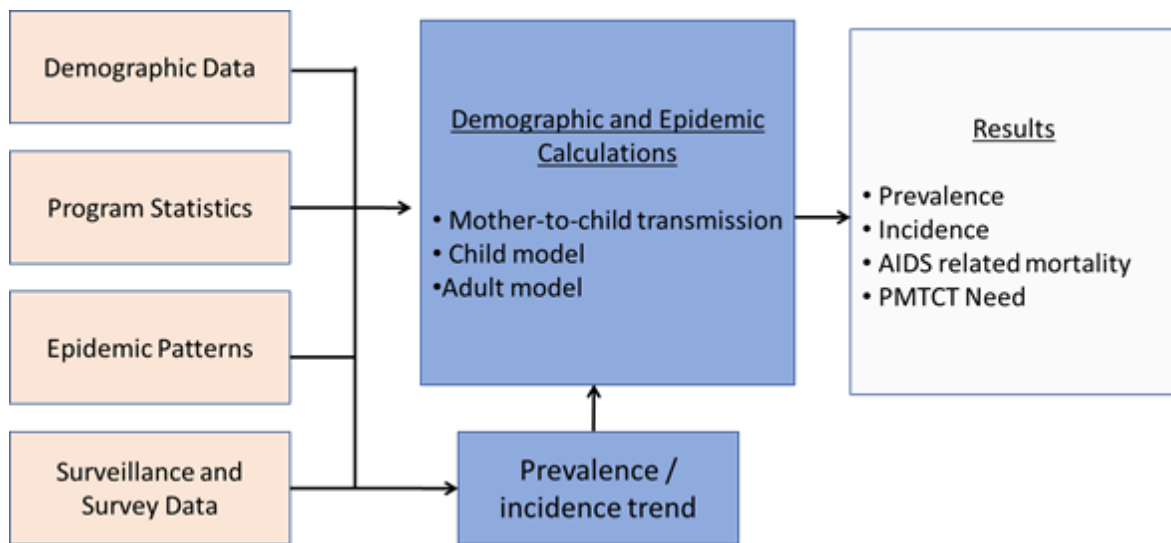 Demographic Data
Program Statistics
Epidemic Patterns
Surveillance and
Survey Data
Demographic and Epidemic
Calculations
• Mother-to-child transmission
• Child model
•Adult model
Prevalence /
incidence trend
Results
• Prevalence
• Incidence
• AIDS related mortality
• PMTCT Need